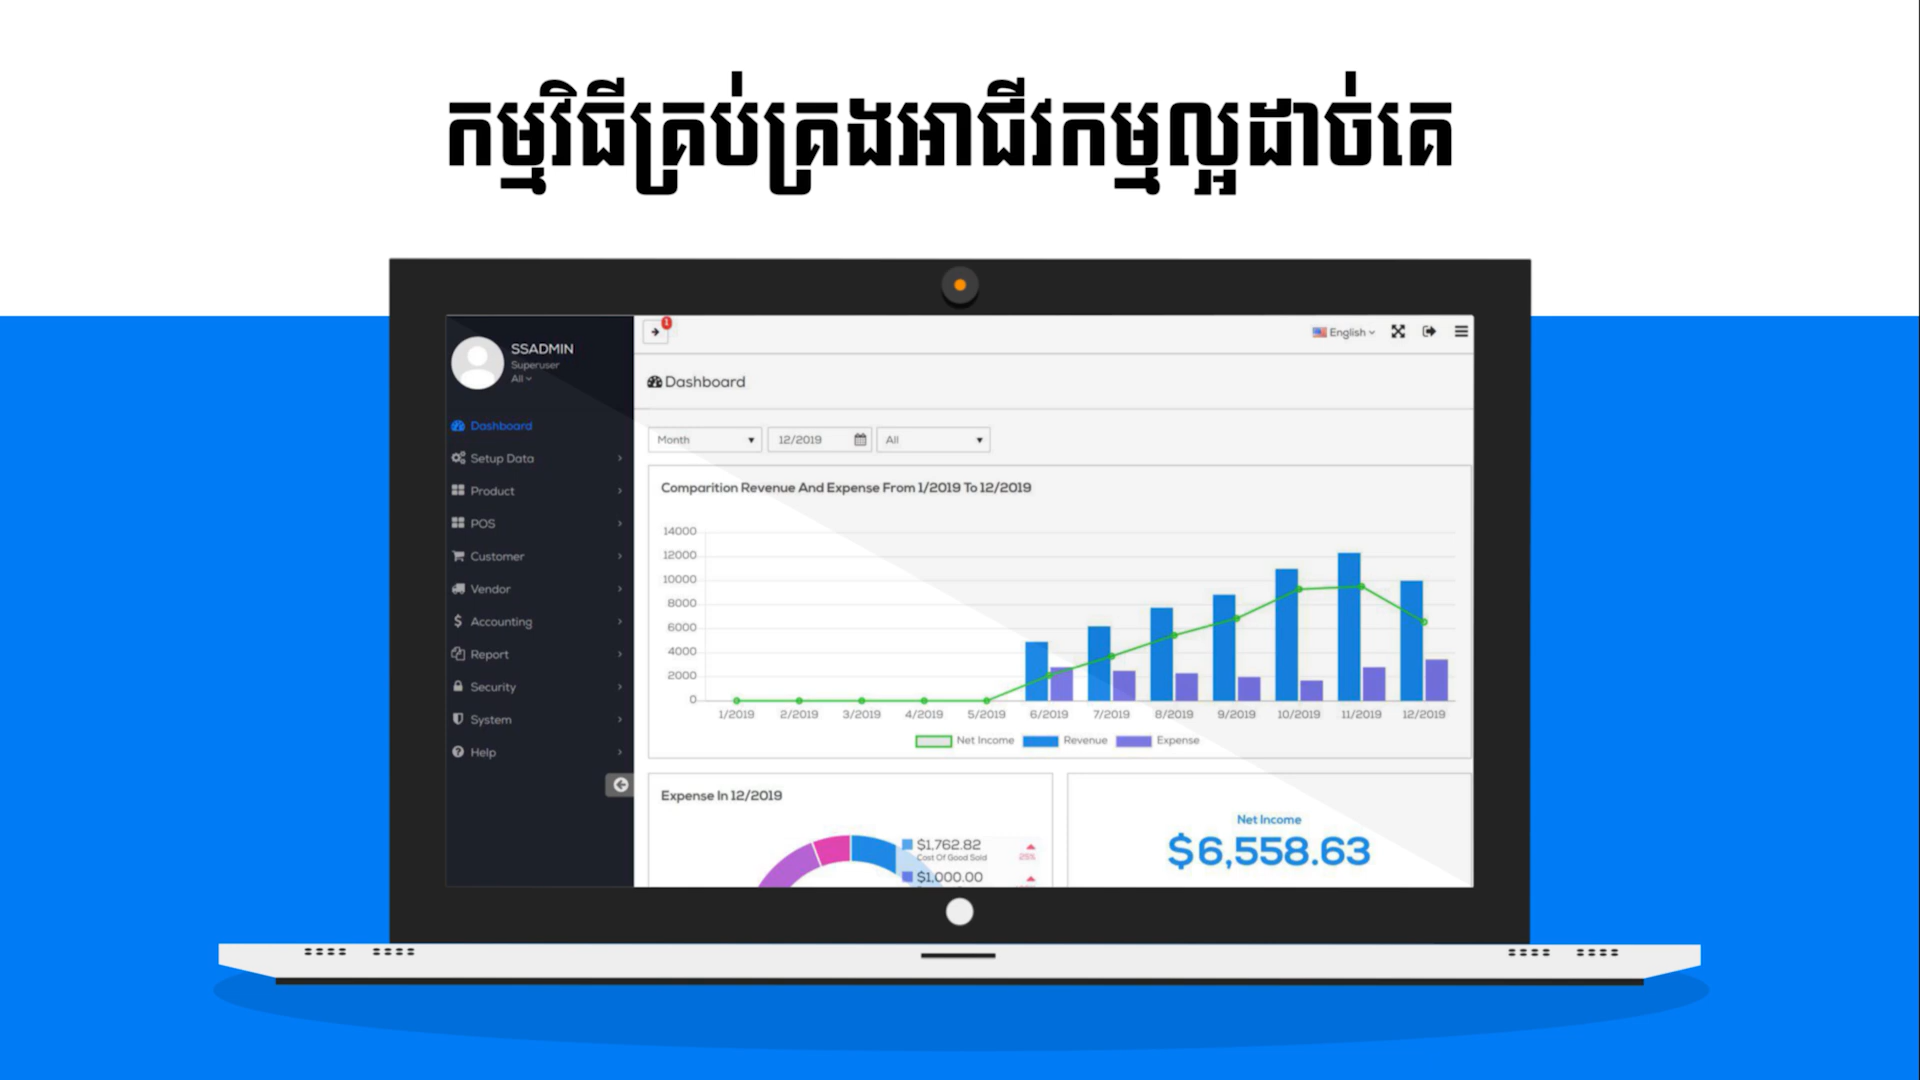 កម្មវិធីគ្រប់គ្រងអាជីវកម្មល្អដាច់គេ
SSADMIN
Superuser
All
Dashboard
Setup Data
Product
POS
Customer
Vendor
Accounting
Report
Security
System
Help
1
English
Dashboard
Month 12/2019 All
Comparition Revenue And Expense From 1/2019 To 12/2019
14000
12000
10000
8000
6000
4000
2000
0
1/2019 2/2019 3/2019 4/2019 5/2019 6/2019 7/2019 8/2019 9/2019 10/2019 11/2019 12/2019
Net Income Revenue Expense
Expense In 12/2019
$1,762.82
Cost Of Good Sold 25%
$1,000.00
Net Income
$6,558.63